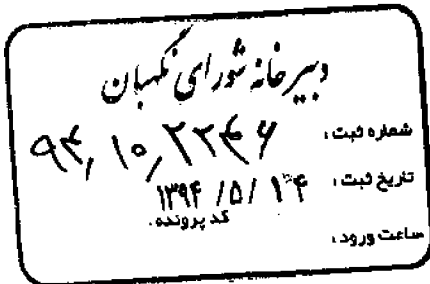 دبیرخانه شورای نگهبان
شماره ثبت: ۹۴,۱۰,۲۲۴۶
تاریخ ثبت: ۱۳۹۴/۵/۱۴
کد پرونده:
ساعت ورود: